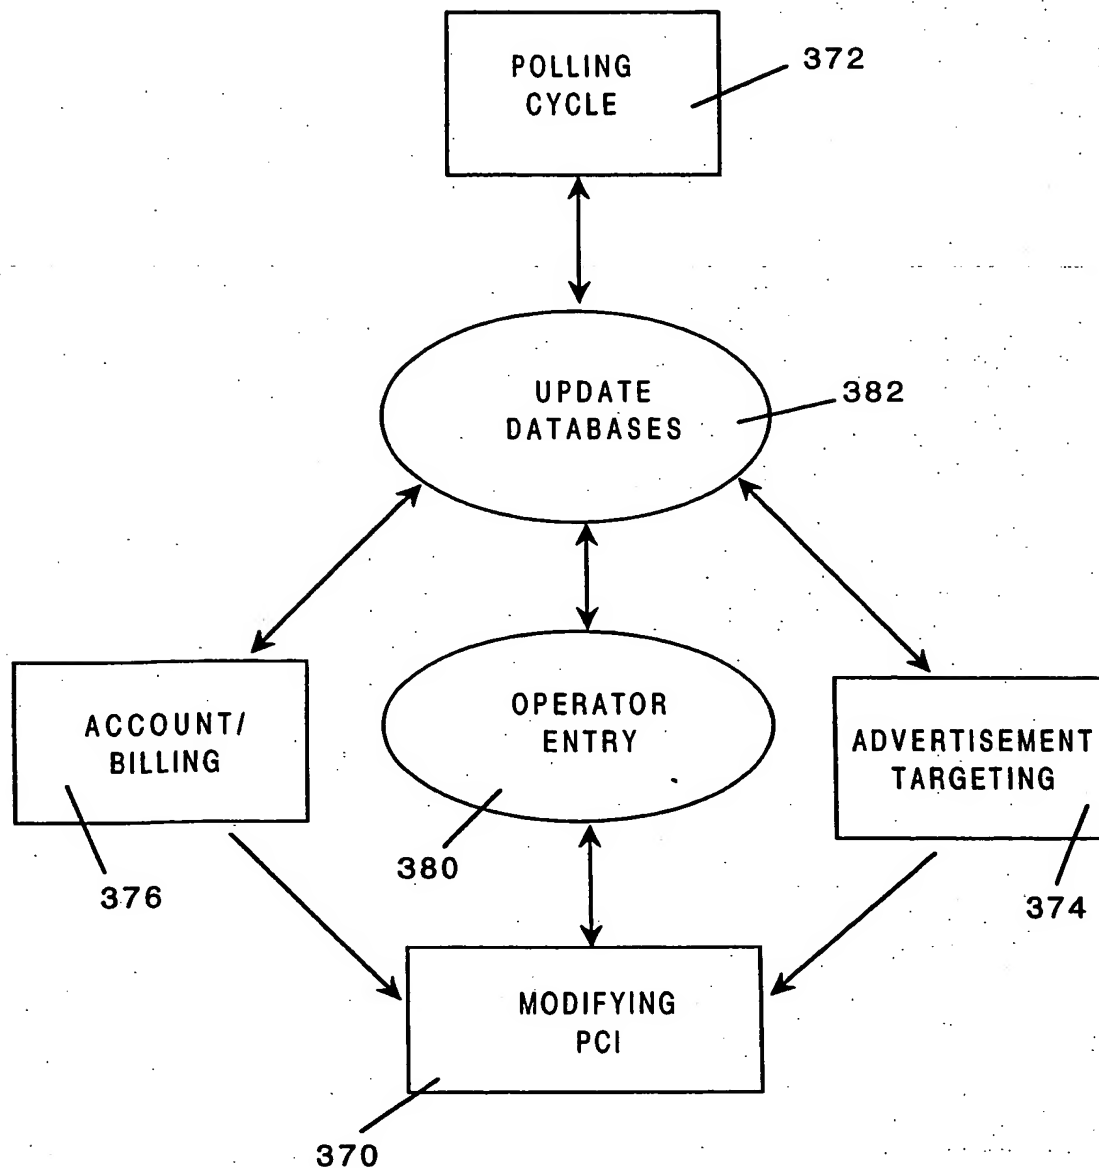 POLLING
CYCLE
372
UPDATE
DATABASES
382
ACCOUNT/
BILLING
376
OPERATOR
ENTRY
380
ADVERTISEMENT
TARGETING
374
MODIFYING
PCI
370